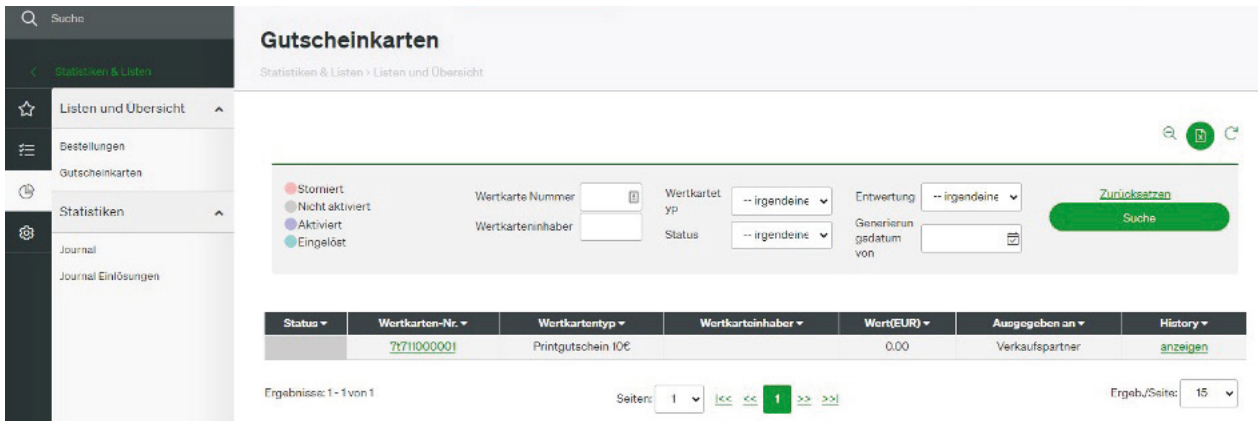 Suche
Statistiken & Listen
Listen und Übersicht
Bestellungen
Gutscheinkarten
Statistiken
Journal
Journal Einlösungen
Gutscheinkarten
Statistiken & Listen > Listen und Übersicht
Storniert
Nicht aktiviert
Aktiviert
Eingelöst
Wertkarte Nummer
Wertkarteninhaber
Wertkartet
yp
-- irgendeine
Status
-- irgendeine
Entwertung
-- irgendeine
Generierun
gsdatum
von
Zurücksetzen
Suche
Status Wertkarten-Nr. Wertkartentyp Wertkarteinhaber Wert(EUR) Ausgegeben an History
7t711000001 Printgutschein 10€ 0.00 Verkaufspartner anzeigen
Ergebnisse: 1 - 1 von 1 Seiten: 1 |<< << 1 >> >>| Ergeb./Seite: 15